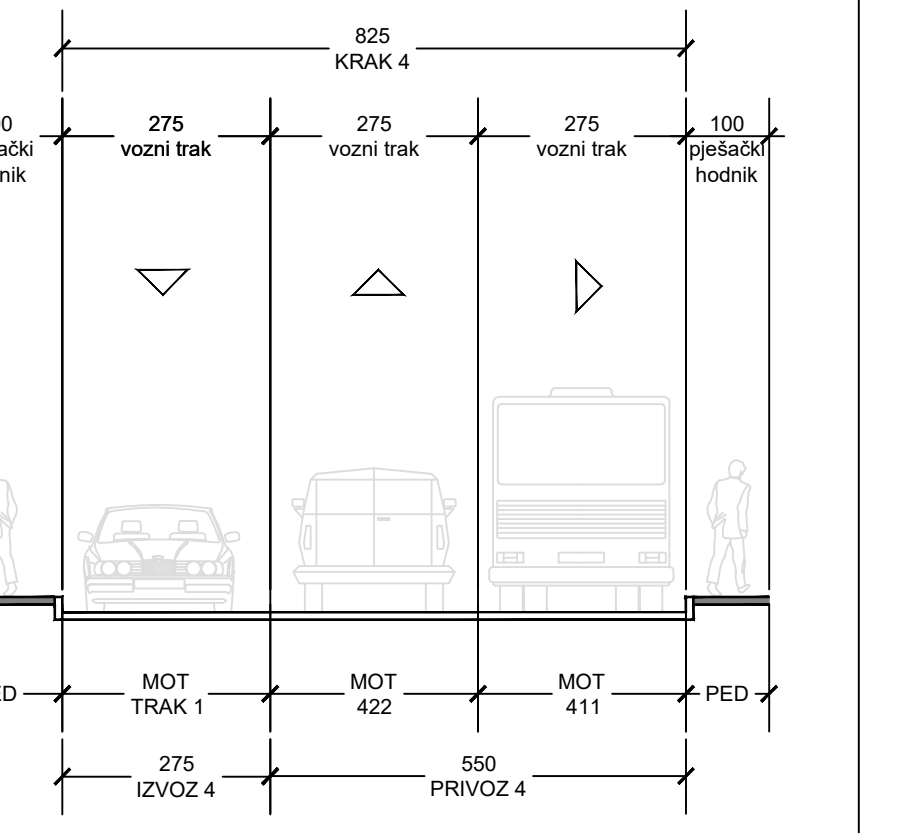 825
KRAK 4
275
vozni trak
275
vozni trak
275
vozni trak
100
pješački
hodnik
MOT
TRAK 1
MOT
422
MOT
411
PED
275
IZVOZ 4
550
PRIVOZ 4